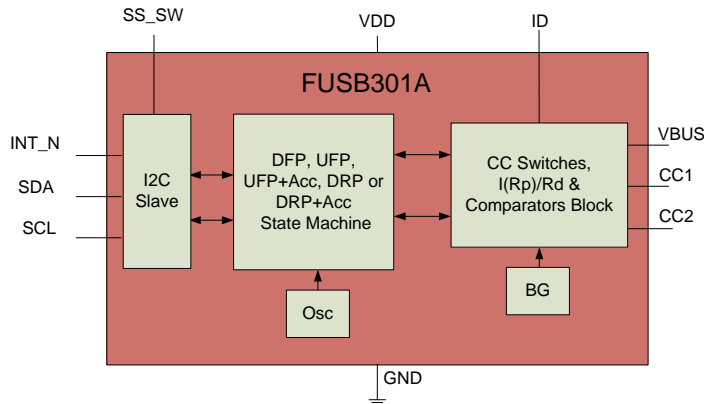 SS_SW
VDD
ID
FUSB301A
INT_N
SDA
SCL
I2C
Slave
DFP, UFP,
UFP+Acc, DRP or
DRP+Acc
State Machine
CC Switches,
I(Rp)/Rd &
Comparators Block
VBUS
CC1
CC2
Osc
BG
GND